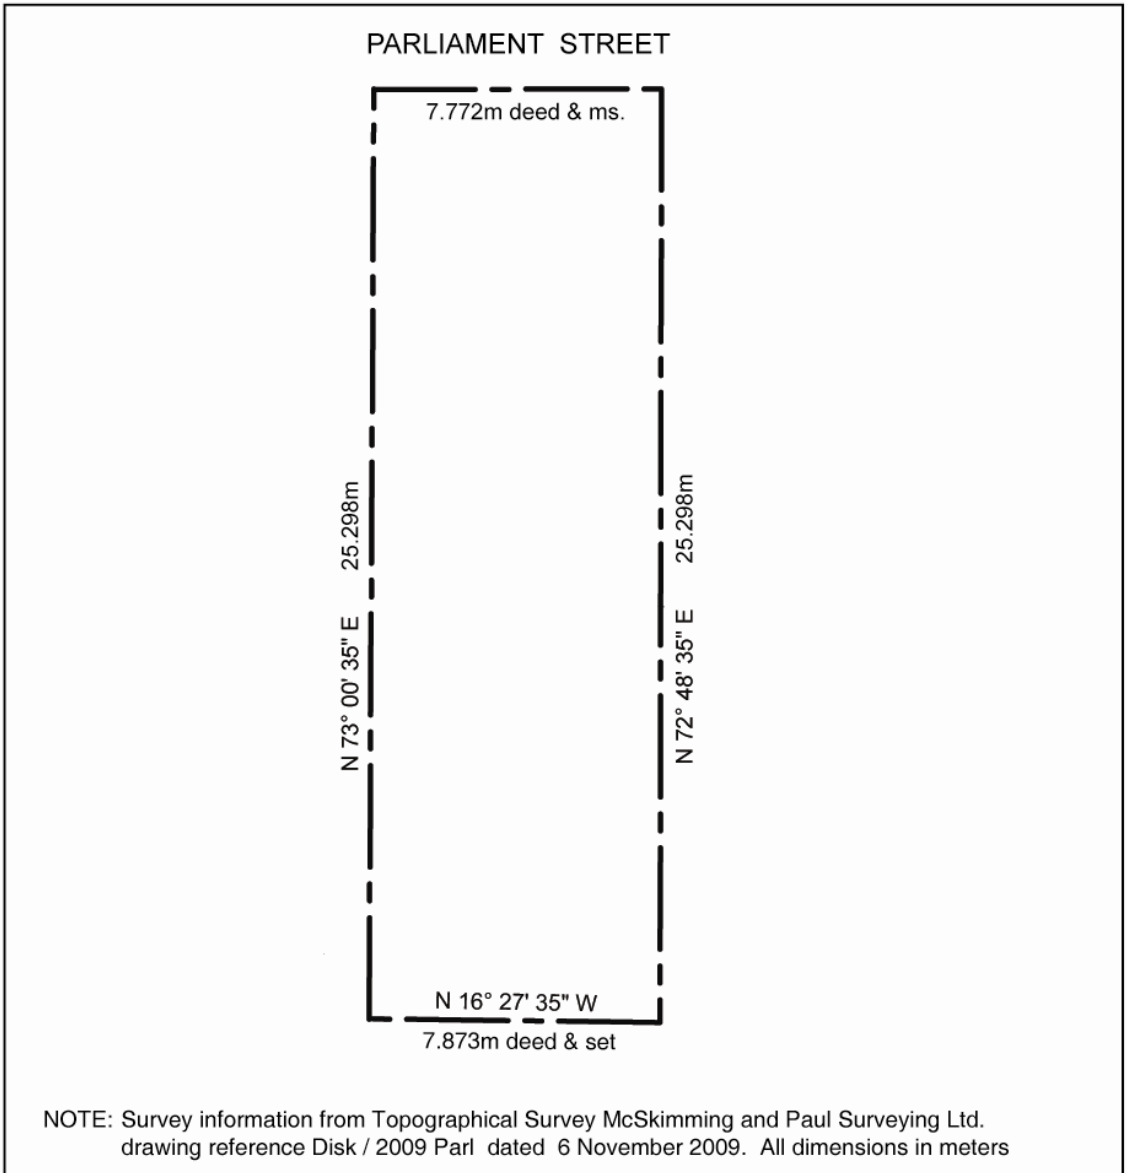 PARLIAMENT STREET
7.772m deed & ms.
N 73° 00' 35" E 25.298m
N 72° 48' 35" E 25.298m
N 16° 27' 35" W
7.873m deed & set
NOTE: Survey information from Topographical Survey McSkimming and Paul Surveying Ltd.
drawing reference Disk / 2009 Parl dated 6 November 2009. All dimensions in meters